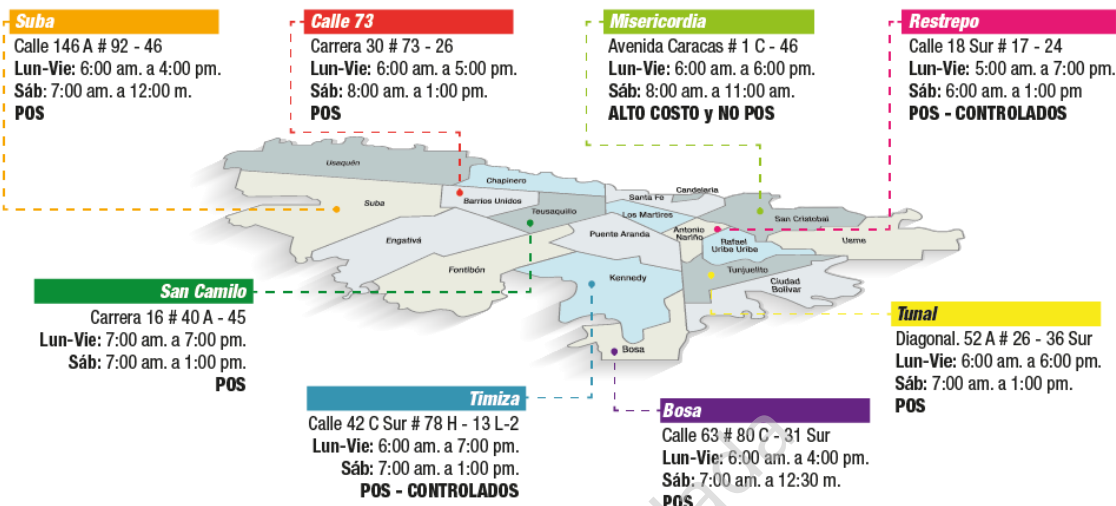 Suba
Calle 146 A # 92 - 46
Lun-Vie: 6:00 am. a 4:00 pm.
Sáb: 7:00 am. a 12:00 m.
POS
Calle 73
Carrera 30 # 73 - 26
Lun-Vie: 6:00 am. a 5:00 pm.
Sáb: 8:00 am. a 1:00 pm.
POS
Misericordia
Avenida Caracas # 1 C - 46
Lun-Vie: 6:00 am. a 6:00 pm.
Sáb: 8:00 am. a 11:00 am.
ALTO COSTO y NO POS
Restrepo
Calle 18 Sur # 17 - 24
Lun-Vie: 5:00 am. a 7:00 pm.
Sáb: 6:00 am. a 1:00 pm
POS - CONTROLADOS
Usaquén
Chapinero
Suba
Barrios Unidos
Teusaquillo
Engativá
Fontibón
Santa Fe
Candelaria
Los Martires
Puente Aranda
Antonio
Nariño
San Cristobal
Rafael
Uribe Uribe
Usme
Kennedy
Tunjuelito
Ciudad
Bolivar
Bosa
San Camilo
Carrera 16 # 40 A - 45
Lun-Vie: 7:00 am. a 7:00 pm.
Sáb: 7:00 am. a 1:00 pm.
POS
Timiza
Calle 42 C Sur # 78 H - 13 L-2
Lun-Vie: 6:00 am. a 7:00 pm.
Sáb: 7:00 am. a 1:00 pm.
POS - CONTROLADOS
Bosa
Calle 63 # 80 C - 31 Sur
Lun-Vie: 6:00 am. a 4:00 pm.
Sáb: 7:00 am. a 12:30 m.
POS
Tunal
Diagonal. 52 A # 26 - 36 Sur
Lun-Vie: 6:00 am. a 6:00 pm.
Sáb: 7:00 am. a 1:00 pm.
POS